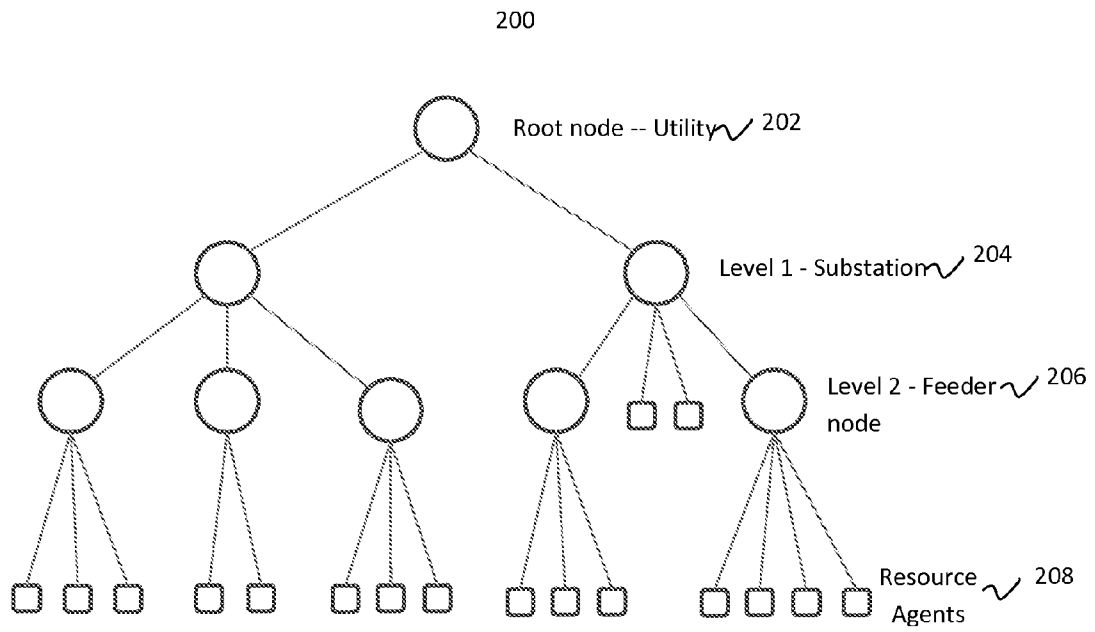 200
Root node -- Utility 202
Level 1 - Substation 204
Level 2 - Feeder 206
node
Resource 208
Agents